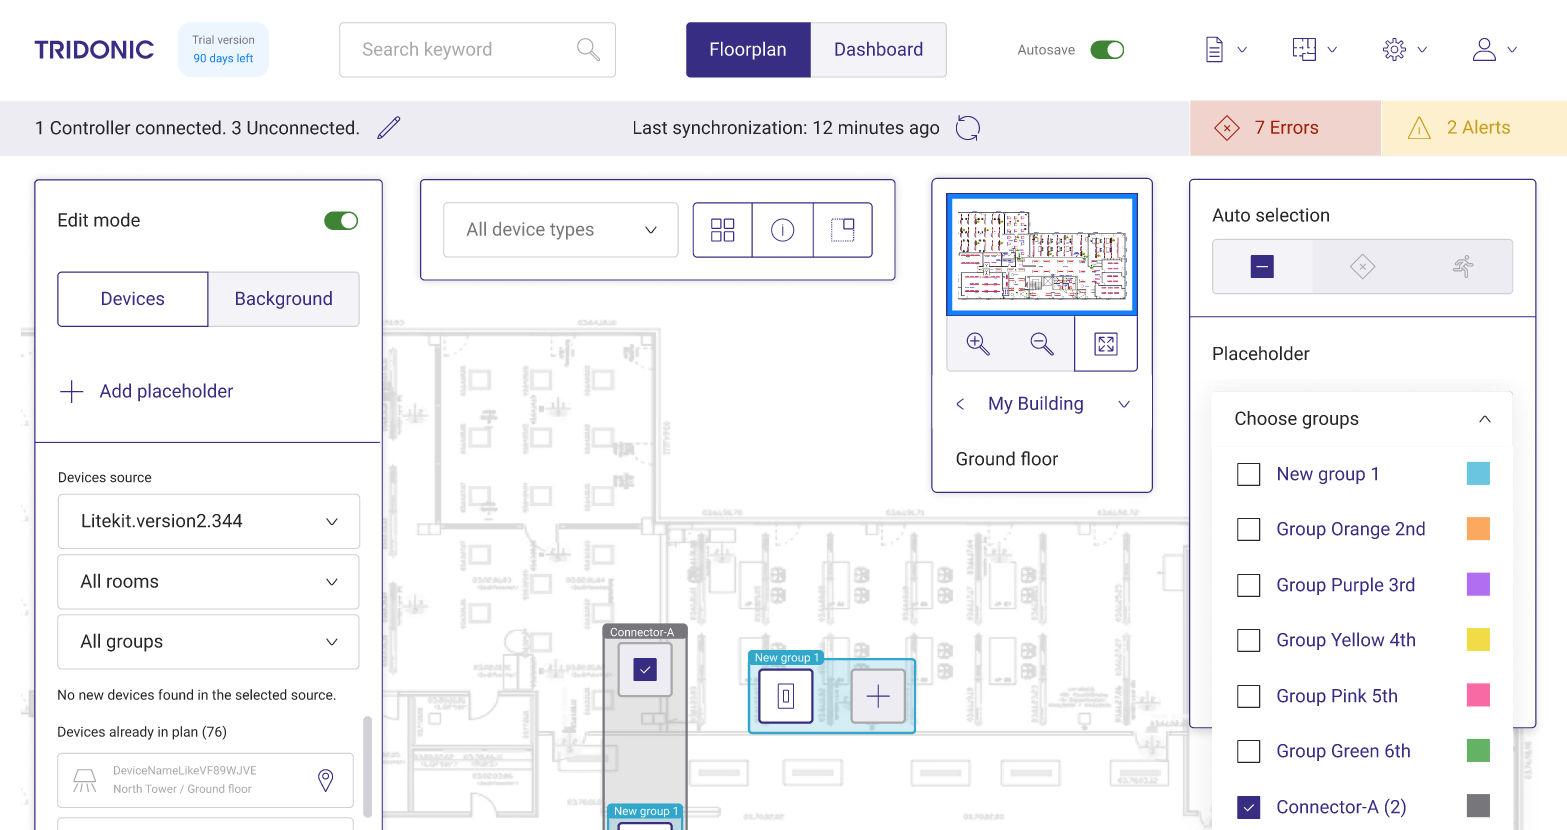 TRIDONIC
Trial version
90 days left
Search keyword
Floorplan
Dashboard
Autosave
1 Controller connected. 3 Unconnected.
Last synchronization: 12 minutes ago
7 Errors
2 Alerts
Edit mode
Devices
Background
Add placeholder
Devices source
Litekit.version2.344
All rooms
All groups
No new devices found in the selected source.
Devices already in plan (76)
DeviceNameLikeVF89WJVE
North Tower / Ground floor
All device types
My Building
Ground floor
Connector-A
New group 1
New group 1
Auto selection
Placeholder
Choose groups
New group 1
Group Orange 2nd
Group Purple 3rd
Group Yellow 4th
Group Pink 5th
Group Green 6th
Connector-A (2)